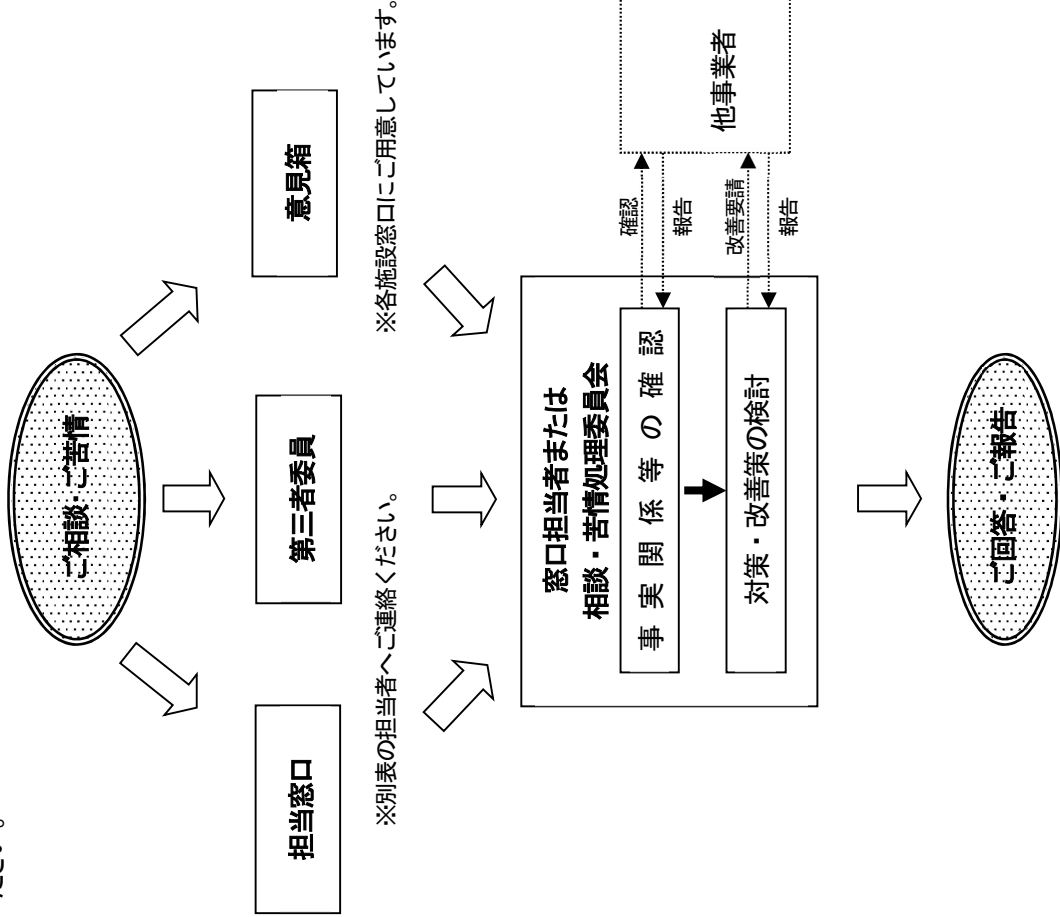 ださい。
ご相談・ご苦情
担当窓口
第三者委員
意見箱
※別表の担当者へご連絡ください。
※各施設窓口にご用意しています。
窓口担当者または
相談・苦情処理委員会
事実関係等の確認
対策・改善策の検討
確認
報告
改善要請
報告
他事業者
ご回答・ご報告